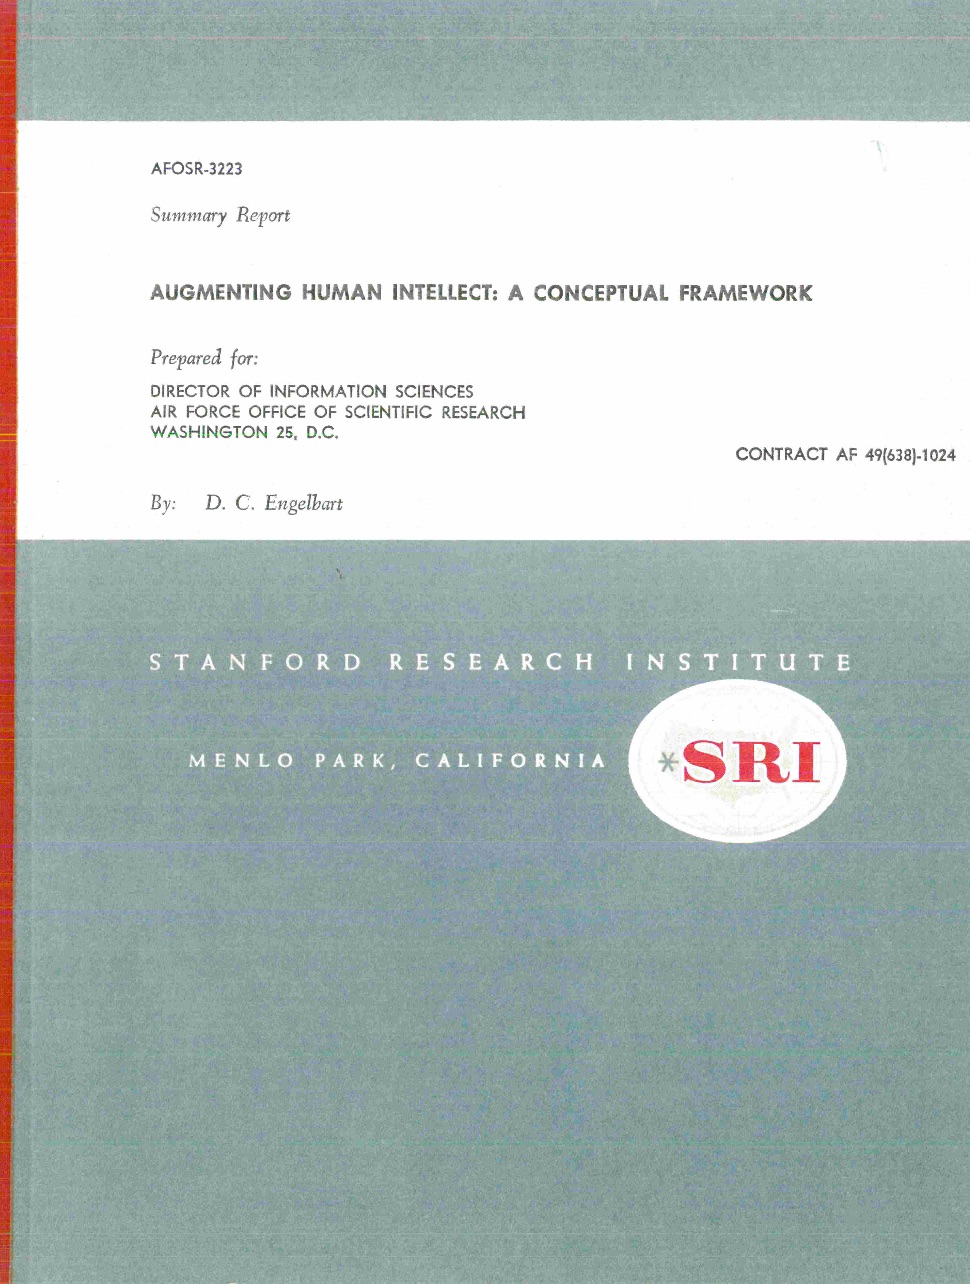 AFOSR-3223
Summary Report
AUGMENTING HUMAN INTELLECT: A CONCEPTUAL FRAMEWORK
Prepared for:
DIRECTOR OF INFORMATION SCIENCES
AIR FORCE OFFICE OF SCIENTIFIC RESEARCH
WASHINGTON 25, D.C.
CONTRACT AF 49(638)-1024
By: D. C. Engelbart
STANFORD RESEARCH INSTITUTE
MENLO PARK, CALIFORNIA
*SRI